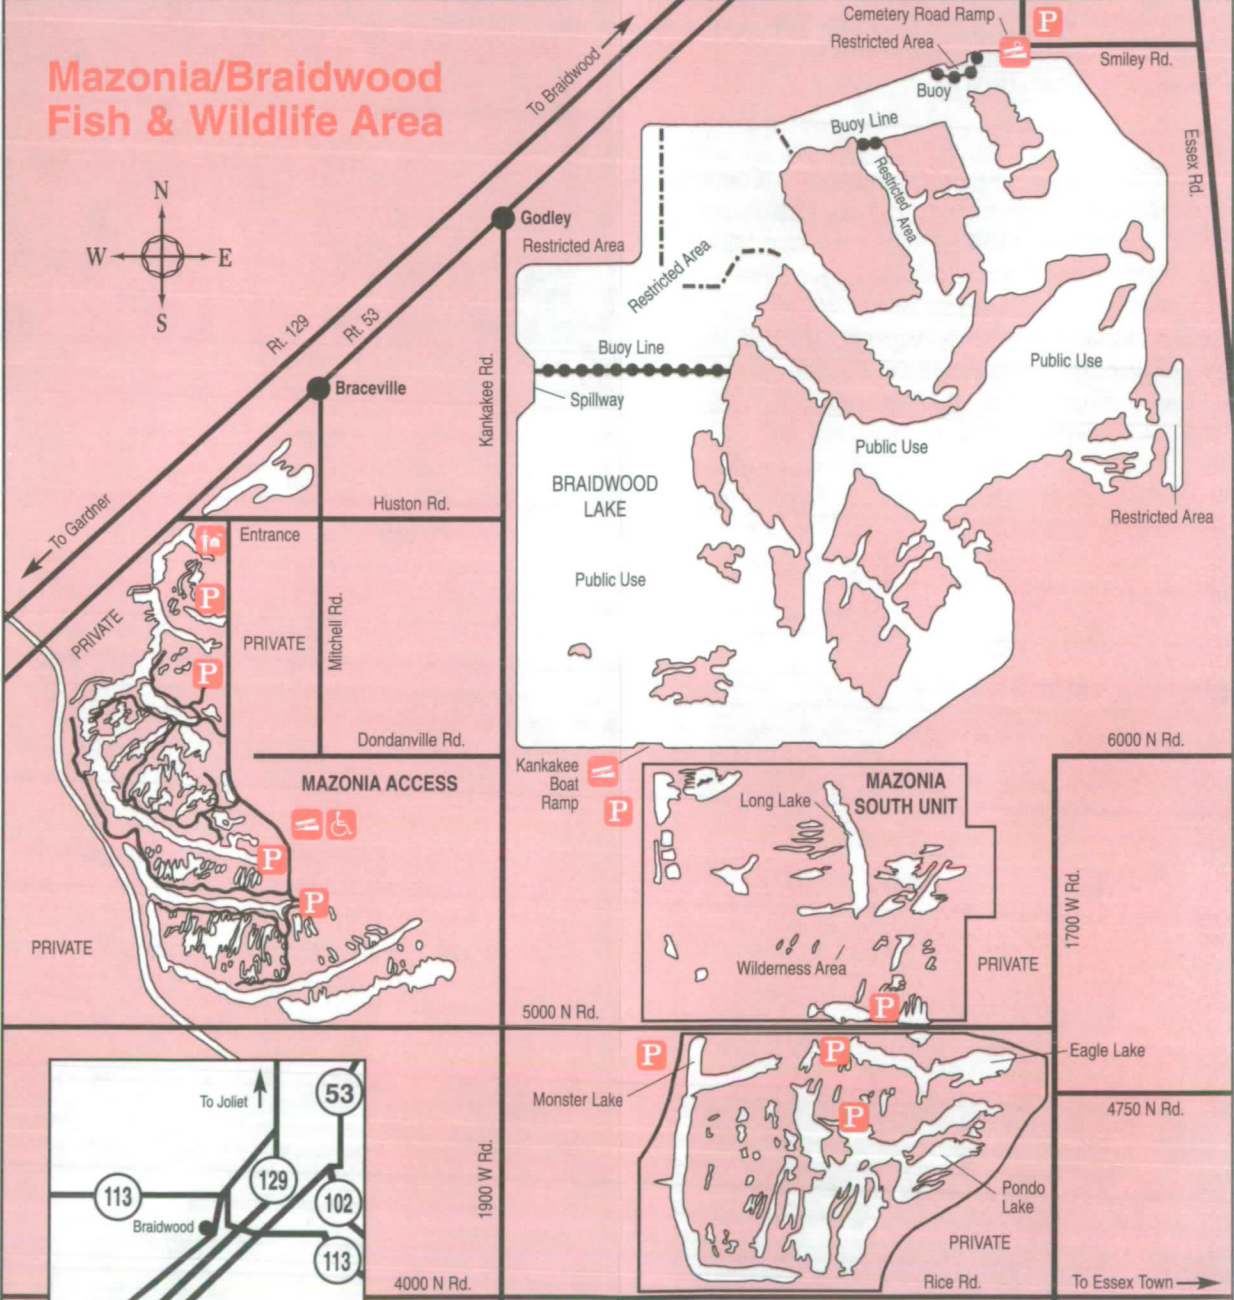 Cemetery Road Ramp
P
Restricted Area
Smiley Rd.
Mazonia/Braidwood
Fish & Wildlife Area
To Braidwood
Buoy
Buoy Line
Essex Rd.
Restricted Area
N
W E
S
Godley
Restricted Area
Restricted Area
Rt. 129
Rt. 53
Buoy Line
Public Use
Kankakee Rd.
Braceville
Spillway
Public Use
BRAIDWOOD
LAKE
To Gardner
Huston Rd.
Restricted Area
Entrance
Public Use
P
PRIVATE
PRIVATE
Mitchell Rd.
P
Dondanville Rd.
6000 N Rd.
Kankakee
Boat
Ramp
P
MAZONIA ACCESS
MAZONIA
SOUTH UNIT
Long Lake
P
P
1700 W Rd.
PRIVATE
Wilderness Area
PRIVATE
5000 N Rd.
P
P
P
Eagle Lake
Monster Lake
P
4750 N Rd.
To Joliet
53
129
113
102
Braidwood
113
1900 W Rd.
Pondo
Lake
PRIVATE
4000 N Rd.
Rice Rd.
To Essex Town